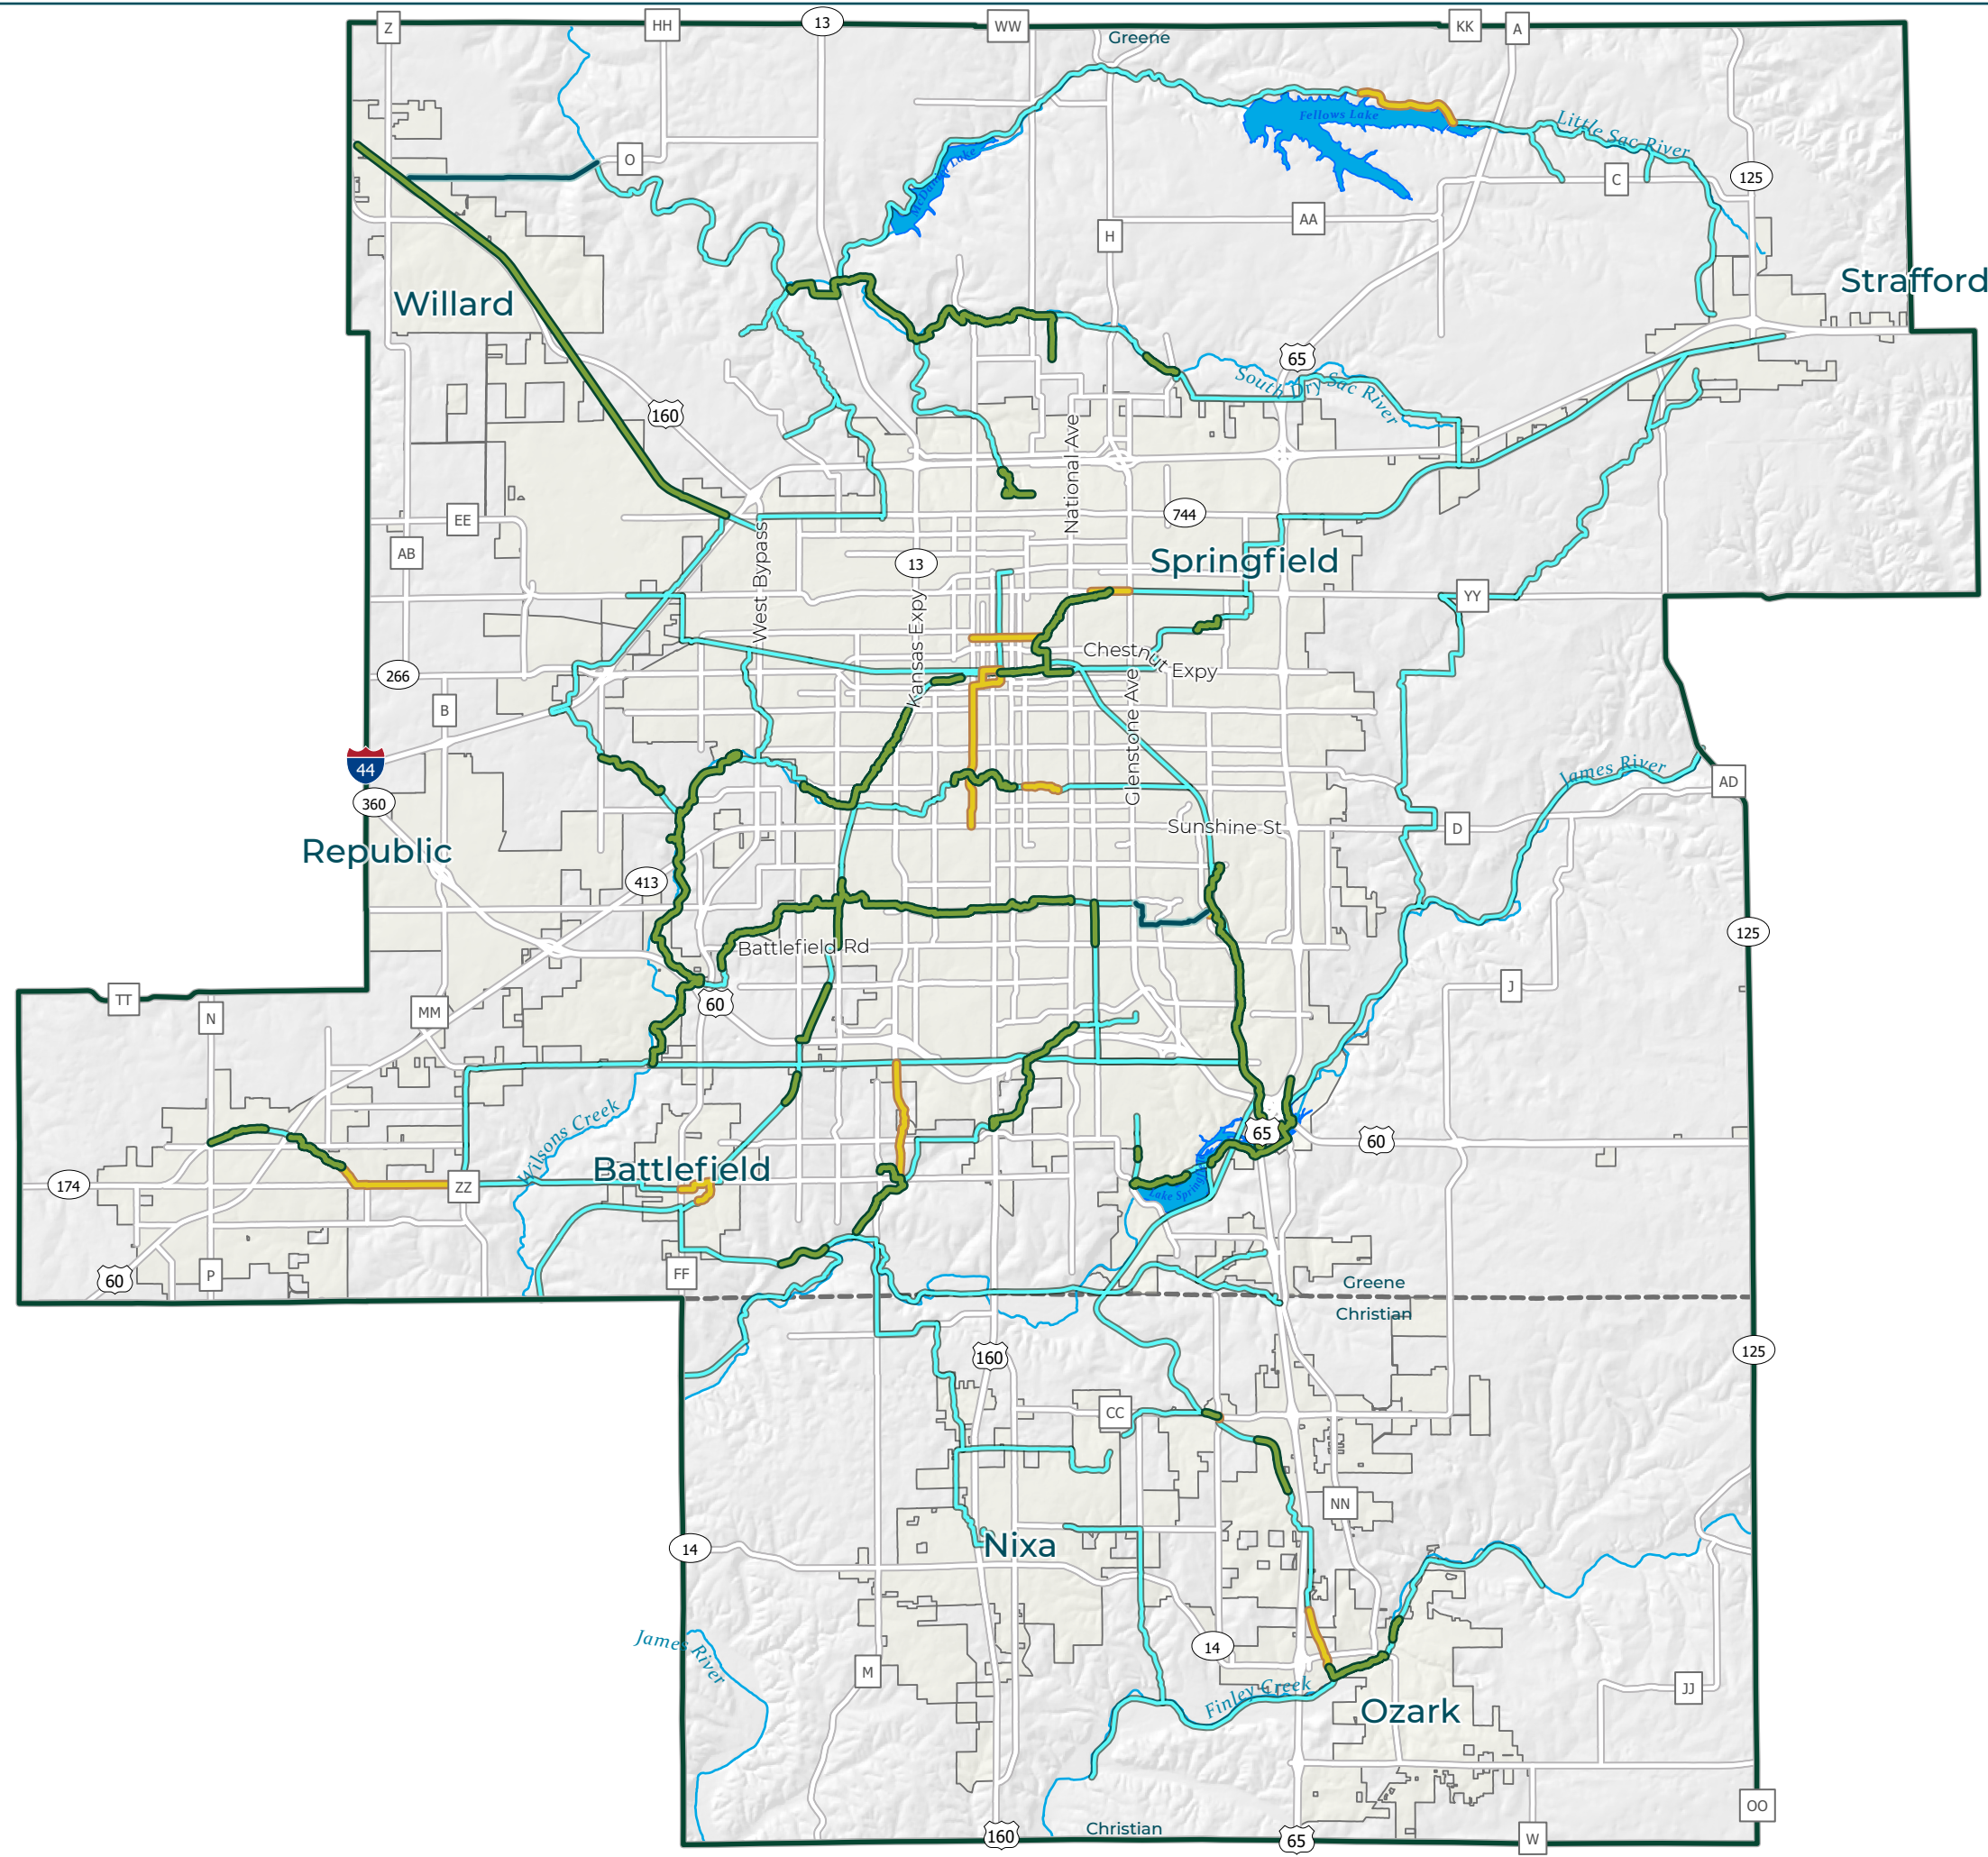 Z
HH
13
WW
Greene
KK
A
Fellows Lake
Little Sac River
O
McDaniel Lake
C
125
AA
H
Strafford
Willard
65
South Dry Sac River
160
National Ave
744
EE
AB
West Bypass
13
Springfield
Kansas Expy
YY
Chestnut Expy
266
Glenstone Ave
B
44
James River
AD
360
Sunshine St
D
Republic
413
125
Battlefield Rd
J
TT
N
MM
60
Wilsons Creek
65
60
Battlefield
174
ZZ
Lake Springfield
60
P
FF
Greene
Christian
160
125
CC
NN
Nixa
14
James River
14
M
Finley Creek
JJ
Ozark
OO
Christian
160
65
W